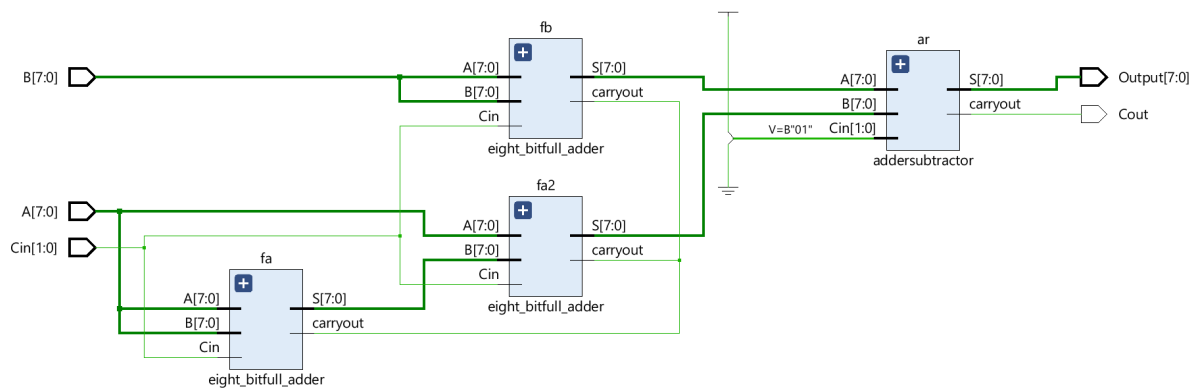 fb
B[7:0]
A[7:0]
B[7:0]
Cin
S[7:0]
carryout
eight_bitfull_adder
V=B"01"
ar
A[7:0]
B[7:0]
Cin[1:0]
S[7:0]
carryout
addersubtractor
Output[7:0]
Cout
A[7:0]
Cin[1:0]
fa2
A[7:0]
B[7:0]
Cin
S[7:0]
carryout
eight_bitfull_adder
fa
A[7:0]
B[7:0]
Cin
S[7:0]
carryout
eight_bitfull_adder